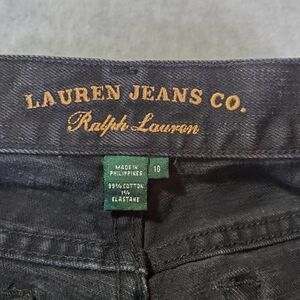 LAUREN JEANS CO.
Ralph Lauren
MADE IN
PHILIPPINES
10
99% COTTON
1%
ELASTANE